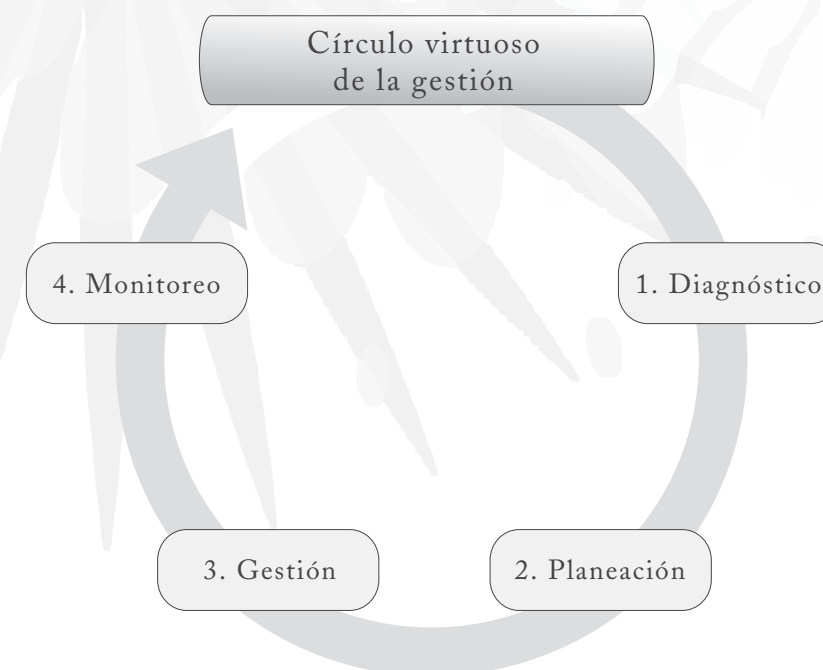 Círculo virtuoso
de la gestión
1. Diagnóstico
2. Planeación
3. Gestión
4. Monitoreo